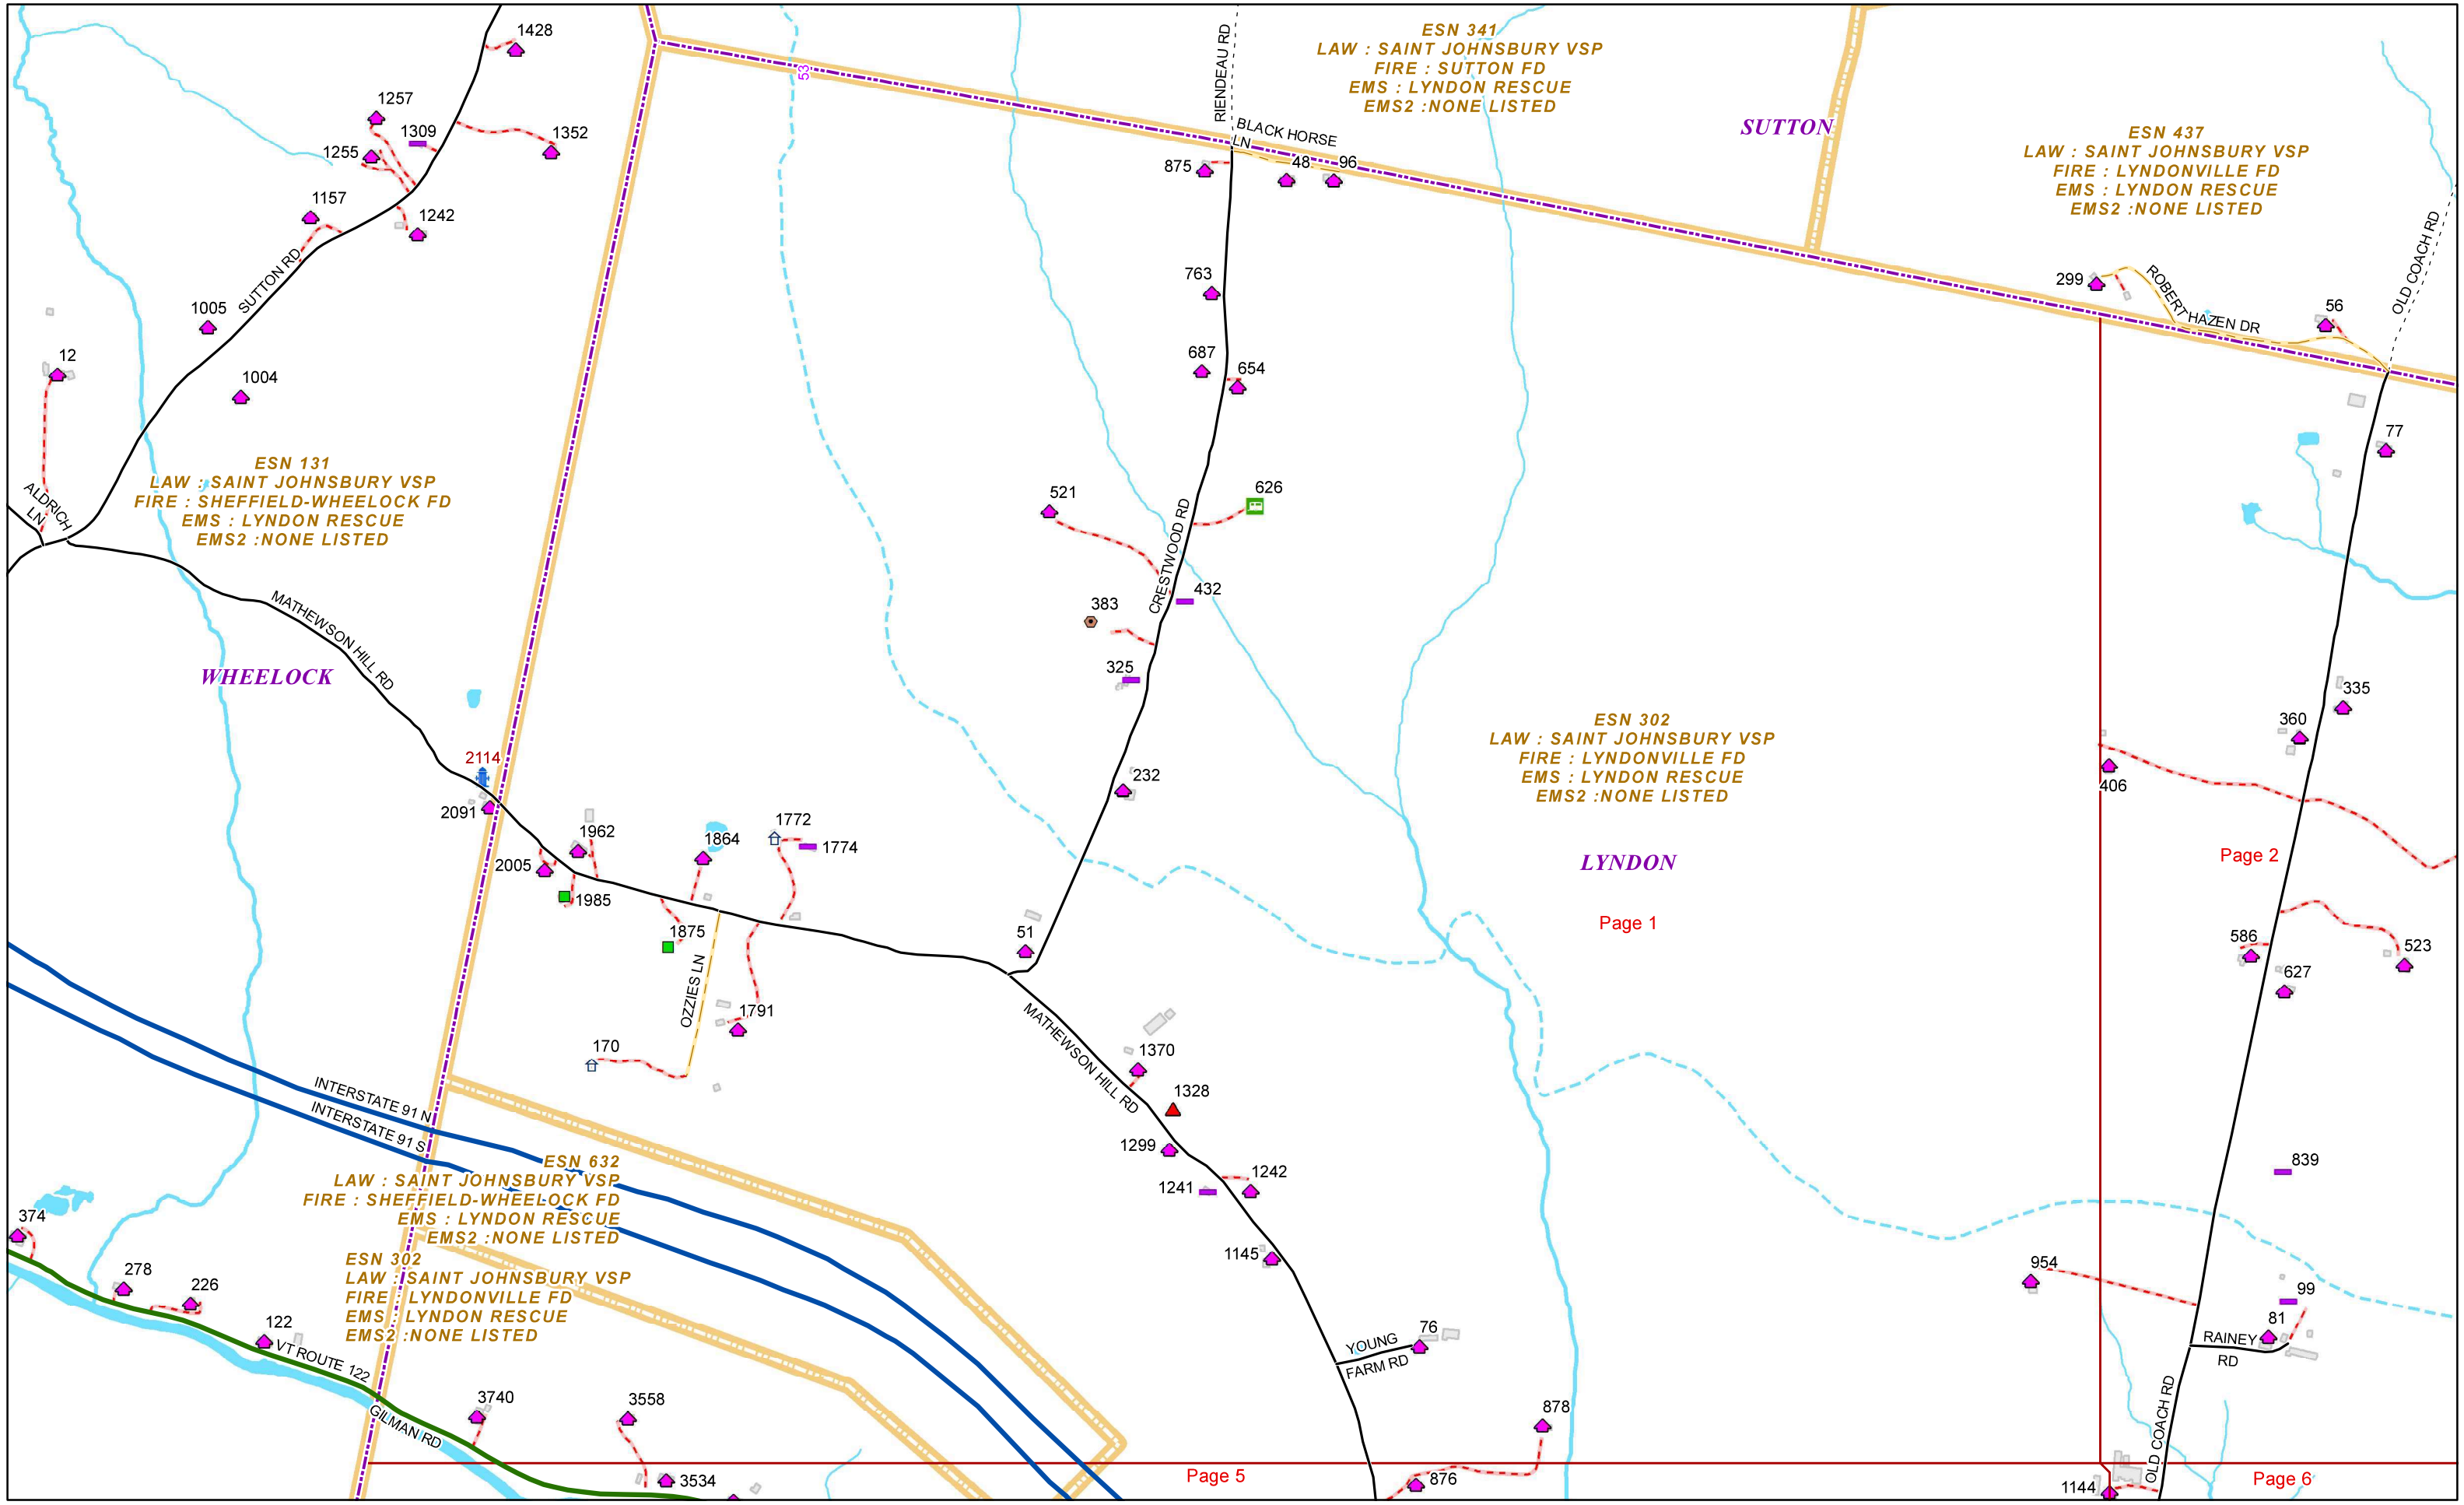 1428
1257
1309
1352
1255
1157
1242
SUTTON RD
1005
12
1004
ALDRICH
LN
ESN 131
LAW : SAINT JOHNSBURY VSP
FIRE : SHEFFIELD-WHEELOCK FD
EMS : LYNDON RESCUE
EMS2 :NONE LISTED
MATHEWSON HILL RD
WHEELOCK
53
RIENDEAU RD
BLACK HORSE
LN
48
96
875
ESN 341
LAW : SAINT JOHNSBURY VSP
FIRE : SUTTON FD
EMS : LYNDON RESCUE
EMS2 :NONE LISTED
SUTTON
ESN 437
LAW : SAINT JOHNSBURY VSP
FIRE : LYNDONVILLE FD
EMS : LYNDON RESCUE
EMS2 :NONE LISTED
OLD COACH RD
299
ROBERT
HAZEN DR
56
77
763
687
654
521
626
CRESTWOOD RD
432
383
325
232
ESN 302
LAW : SAINT JOHNSBURY VSP
FIRE : LYNDONVILLE FD
EMS : LYNDON RESCUE
EMS2 :NONE LISTED
LYNDON
Page 1
335
360
406
Page 2
586
523
627
2114
2091
2005
1962
1985
1864
1772
1774
1875
OZZIES LN
1791
170
51
MATHEWSON HILL RD
1370
1328
1299
1242
1241
1145
YOUNG
FARM RD
76
INTERSTATE 91 N
INTERSTATE 91 S
ESN 632
LAW : SAINT JOHNSBURY VSP
FIRE : SHEFFIELD-WHEELOCK FD
EMS : LYNDON RESCUE
EMS2 :NONE LISTED
ESN 302
LAW : SAINT JOHNSBURY VSP
FIRE : LYNDONVILLE FD
EMS : LYNDON RESCUE
EMS2 :NONE LISTED
374
278
226
122
VT ROUTE 122
GILMAN RD
3740
3558
3534
Page 5
878
876
839
954
99
81
RAINEY
RD
OLD COACH RD
1144
Page 6